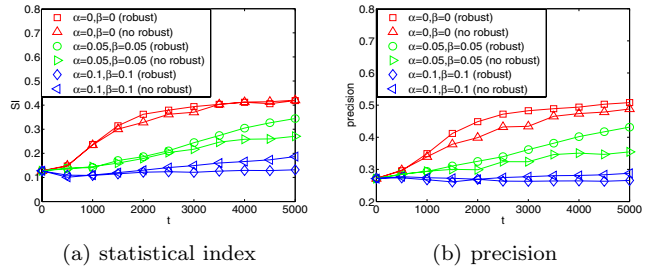 0.8
0.7
0.6
0.5
0.4
0.3
0.2
0.1
0
SI
α=0,β=0 (robust)
α=0,β=0 (no robust)
α=0.05,β=0.05 (robust)
α=0.05,β=0.05 (no robust)
α=0.1,β=0.1 (robust)
α=0.1,β=0.1 (no robust)
0 1000 2000 3000 4000 5000
t
(a) statistical index
0.8
0.7
0.6
0.5
0.4
0.3
0.2
precision
α=0,β=0 (robust)
α=0,β=0 (no robust)
α=0.05,β=0.05 (robust)
α=0.05,β=0.05 (no robust)
α=0.1,β=0.1 (robust)
α=0.1,β=0.1 (no robust)
0 1000 2000 3000 4000 5000
t
(b) precision